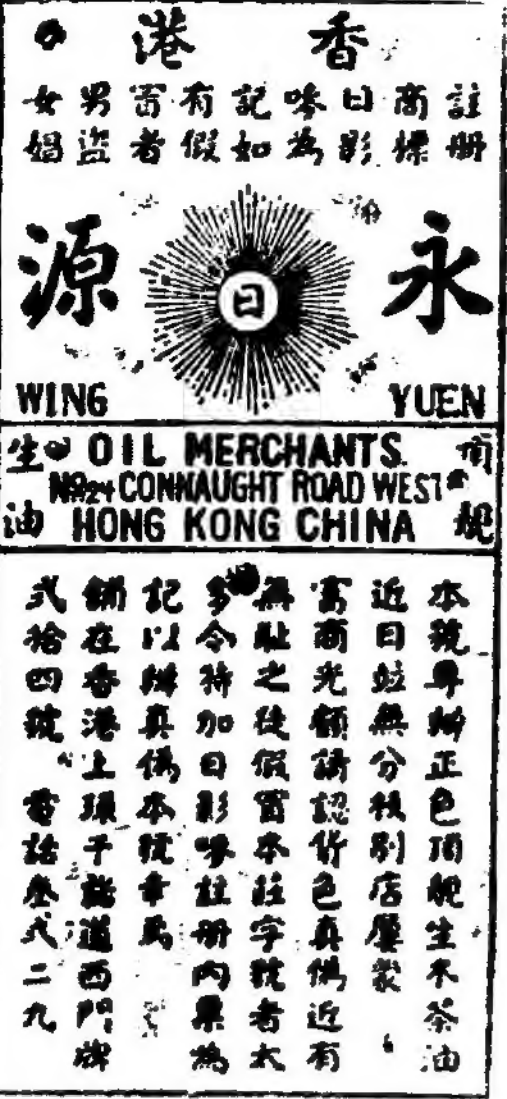 香港
註冊商標日影嘜為記如有假冒者男盜女娼
永源
日
WING YUEN
頂靚生油
OIL MERCHANTS.
No 24 CONNAUGHT ROAD WEST
HONG KONG CHINA
本號專辦正色頂靚生木茶油
近日並無分枝別店屢蒙
富商光顧請認貨色真偽近有
無恥之徒假冒本莊字號者太
多今特加日影嘜註冊內票為
記以辨真偽本號
舖在香港上環干諾道西門牌
弍拾四號 電話叁弍二九